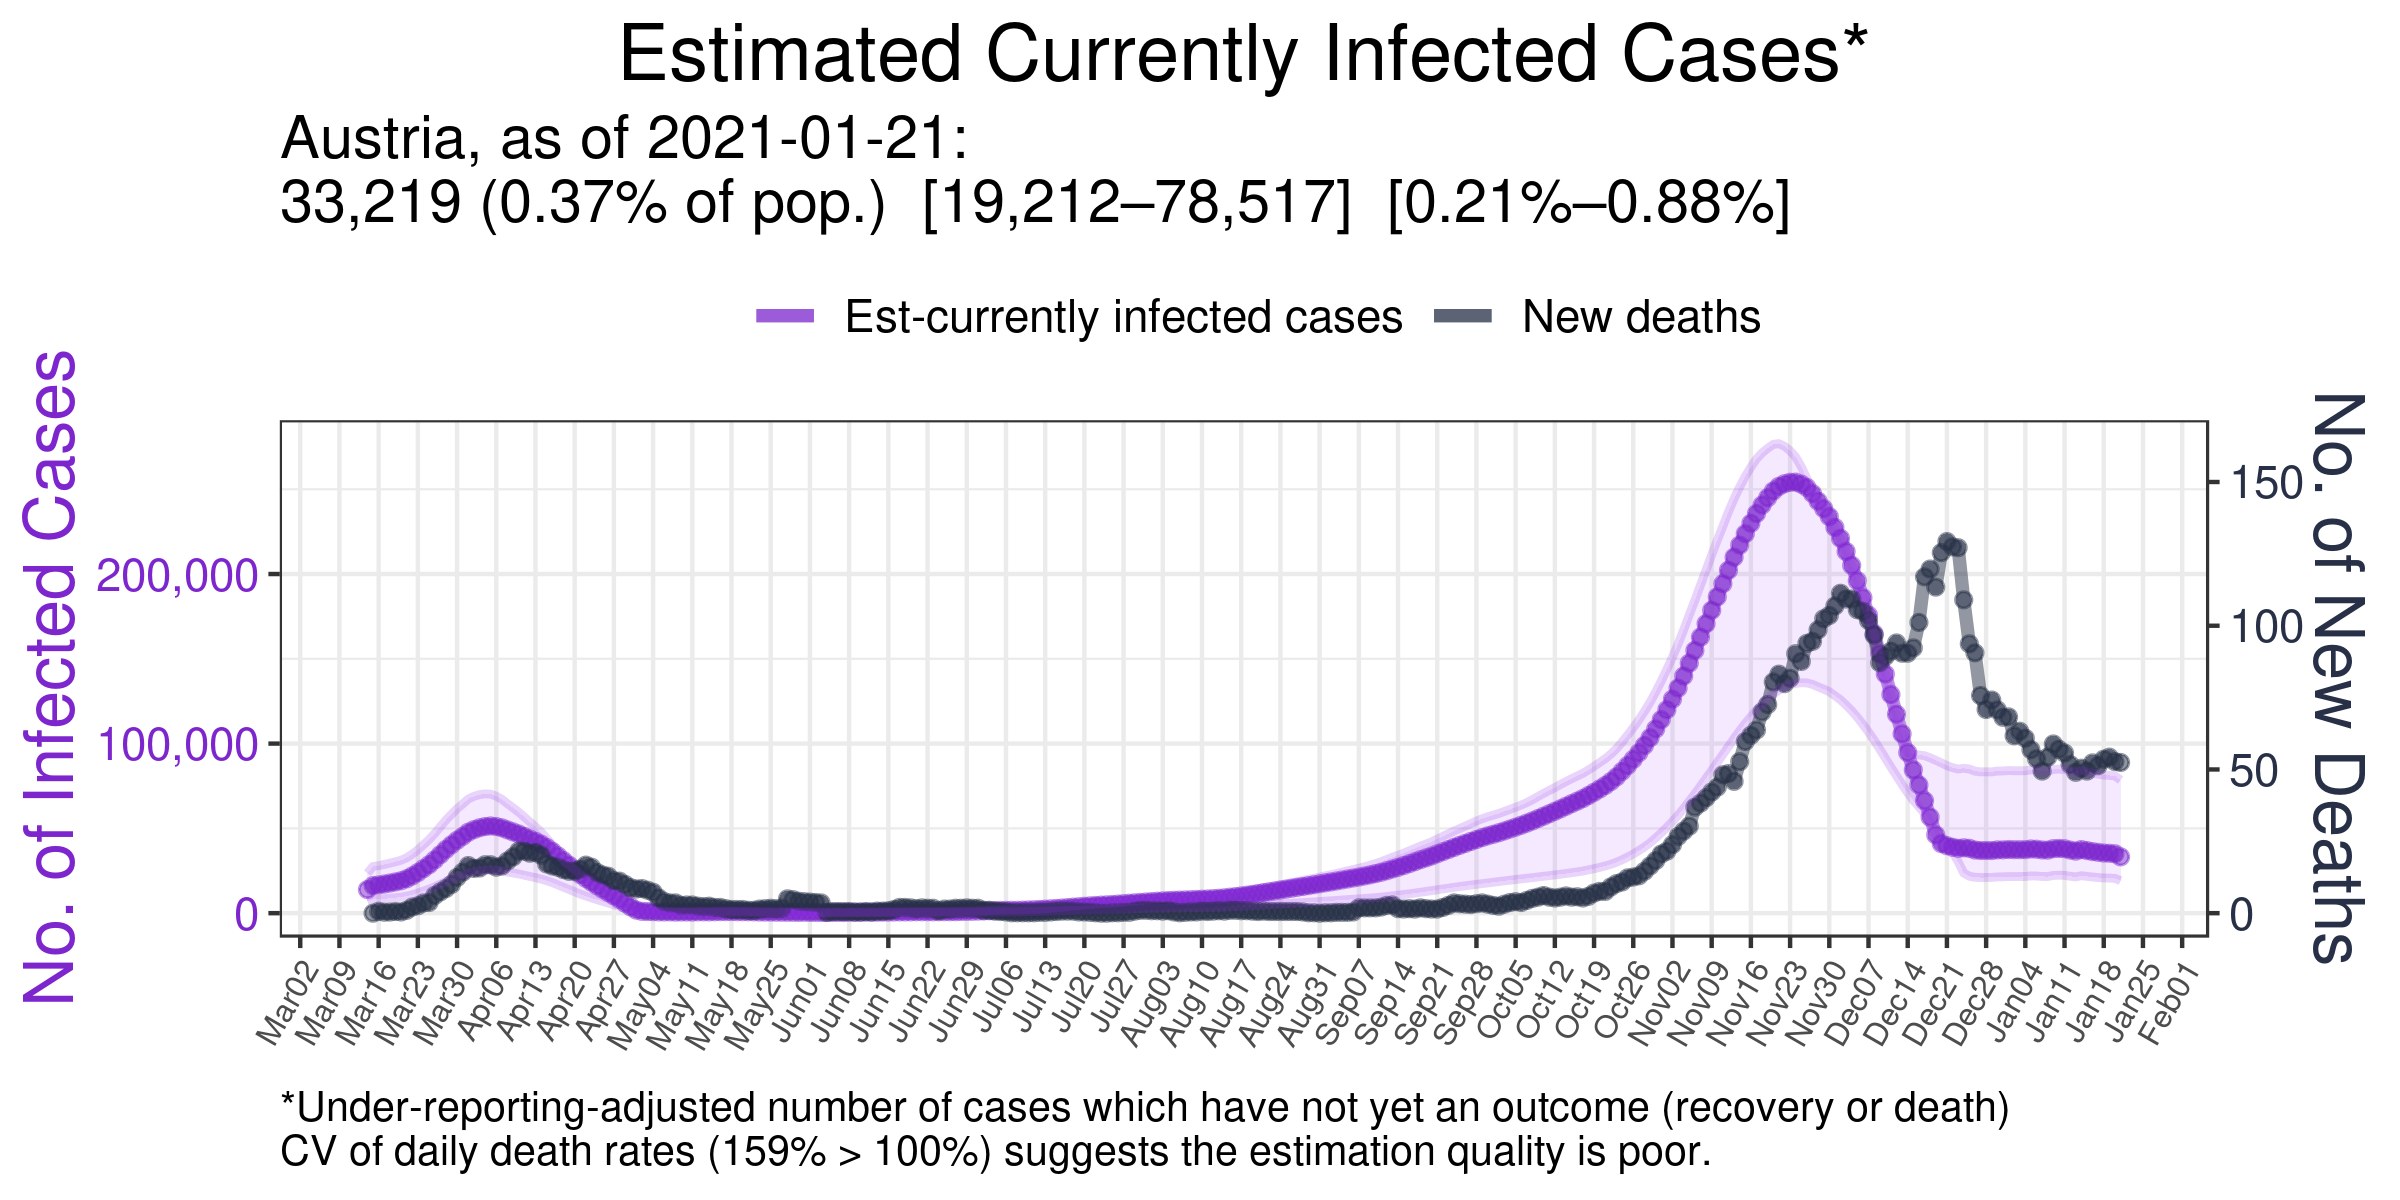 Estimated Currently Infected Cases*
Austria, as of 2021-01-21:
33,219 (0.37% of pop.) [19,212–78,517] [0.21%–0.88%]
Est-currently infected cases New deaths
No. of Infected Cases
200,000
100,000
0
150
100
50
0
No. of New Deaths
Mar02 Mar09 Mar16 Mar23 Mar30 Apr06 Apr13 Apr20 Apr27 May04 May11 May18 May25 Jun01 Jun08 Jun15 Jun22 Jun29 Jul06 Jul13 Jul20 Jul27 Aug03 Aug10 Aug17 Aug24 Aug31 Sep07 Sep14 Sep21 Sep28 Oct05 Oct12 Oct19 Oct26 Nov02 Nov09 Nov16 Nov23 Nov30 Dec07 Dec14 Dec21 Dec28 Jan04 Jan11 Jan18 Jan25 Feb01
*Under-reporting-adjusted number of cases which have not yet an outcome (recovery or death)
CV of daily death rates (159% > 100%) suggests the estimation quality is poor.